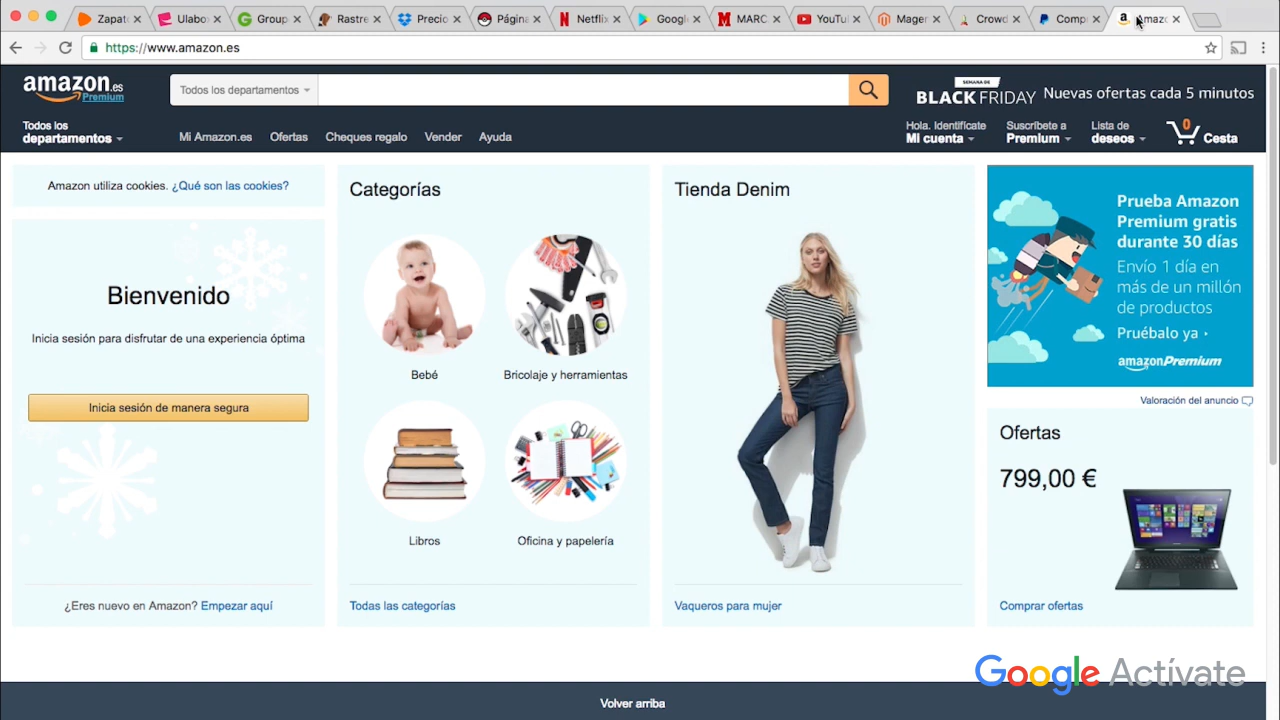 Zapato
Ulabox
Group
Rastre
Precio
Página
Netflix
Google
MARC
YouTu
Magen
Crowd
Comp
Amazo
https://www.amazon.es
amazon.es
Premium
Todos los departamentos
SEMANA DE
BLACK FRIDAY
Nuevas ofertas cada 5 minutos
Todos los
departamentos
Mi Amazon.es
Ofertas
Cheques regalo
Vender
Ayuda
Hola. Identifícate
Mi cuenta
Suscríbete a
Premium
Lista de
deseos
0
Cesta
Amazon utiliza cookies. ¿Qué son las cookies?
Bienvenido
Inicia sesión para disfrutar de una experiencia óptima
Inicia sesión de manera segura
¿Eres nuevo en Amazon? Empezar aquí
Categorías
Bebé
Bricolaje y herramientas
Libros
Oficina y papelería
Todas las categorías
Tienda Denim
Vaqueros para mujer
Prueba Amazon
Premium gratis
durante 30 días
Envío 1 día en
más de un millón
de productos
Pruébalo ya
amazonPremium
Valoración del anuncio
Ofertas
799,00 €
Comprar ofertas
Google Actívate
Volver arriba